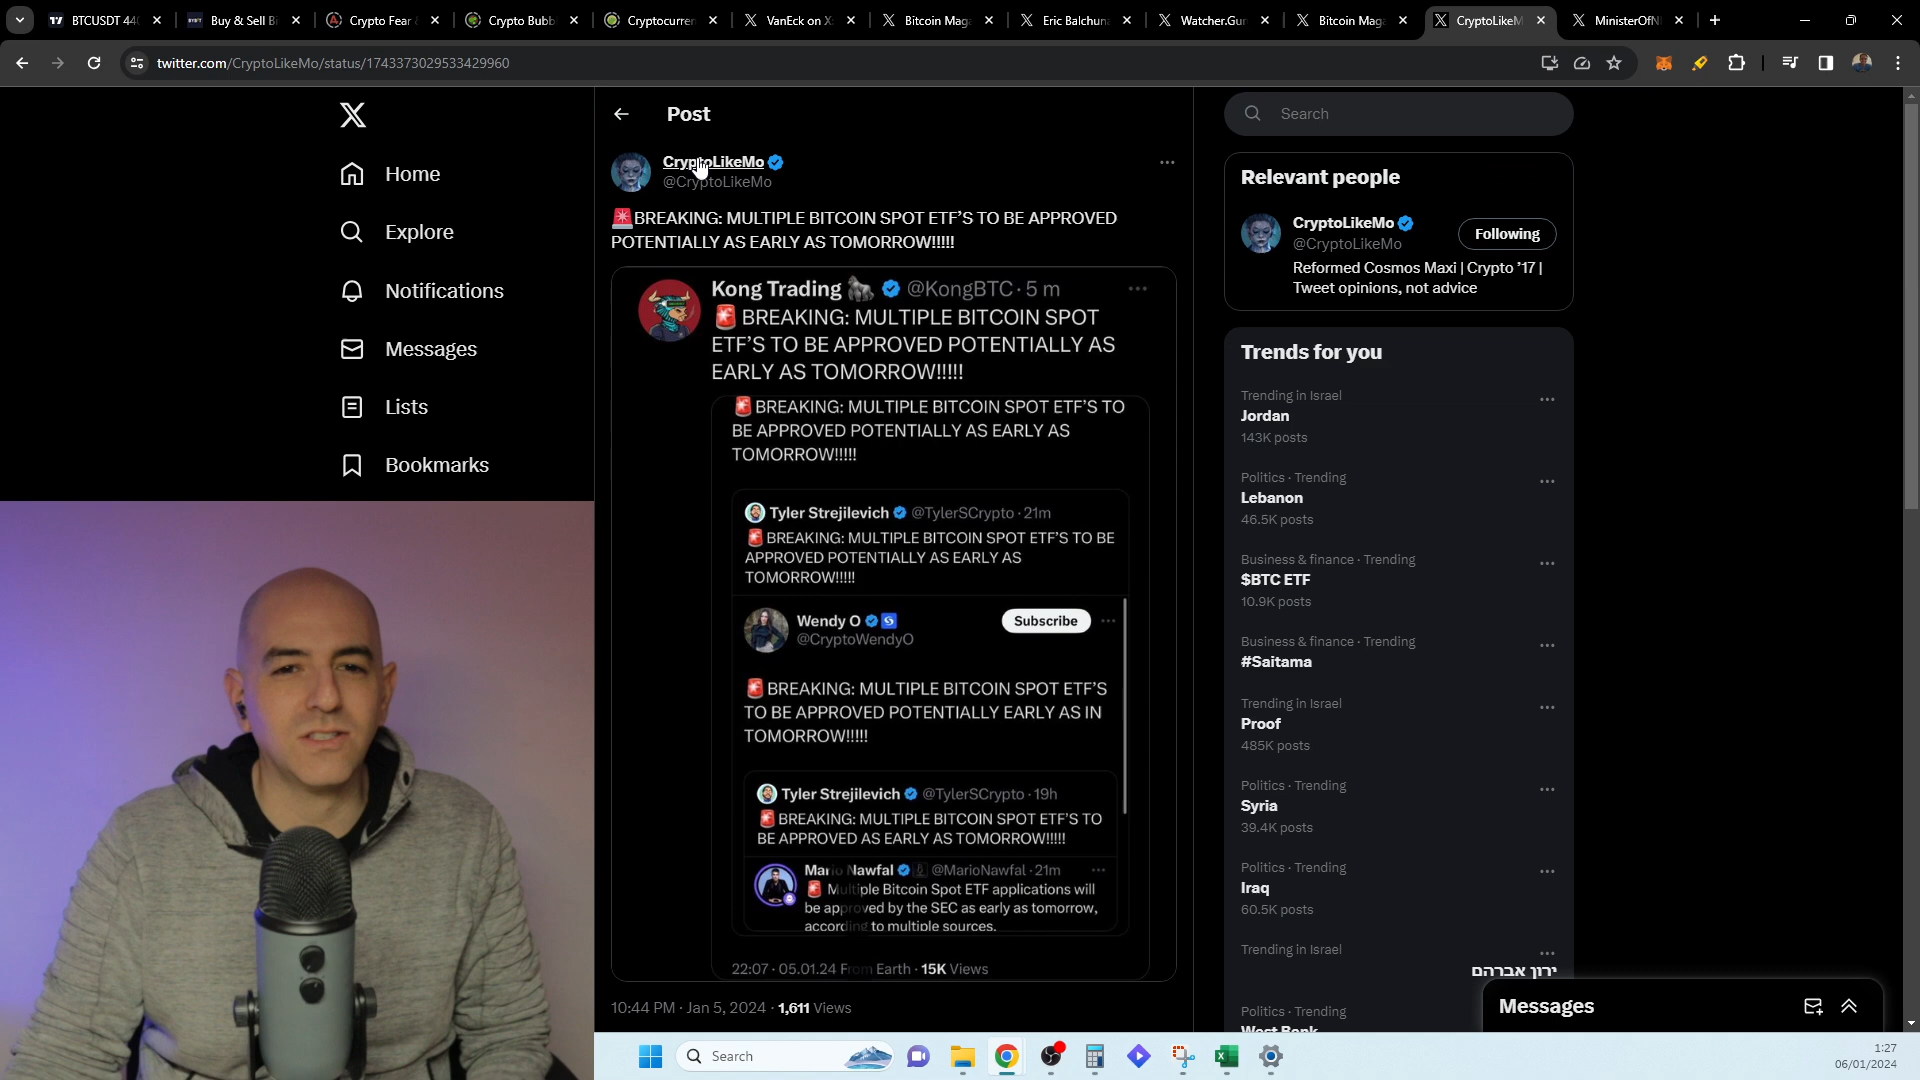 BTCUSDT 44
Buy & Sell Bi
Crypto Fear
Crypto Bubb
Cryptocurren
VanEck on X
Bitcoin Mag
Eric Balchun
Watcher.Gur
Bitcoin Mag
CryptoLikeM
MinisterOfN
twitter.com/CryptoLikeMo/status/1743373029533429960
Home
Explore
Notifications
Messages
Lists
Bookmarks
Post
CryptoLikeMo
@CryptoLikeMo
BREAKING: MULTIPLE BITCOIN SPOT ETF'S TO BE APPROVED
POTENTIALLY AS EARLY AS TOMORROW!!!!!
Kong Trading @KongBTC · 5 m
BREAKING: MULTIPLE BITCOIN SPOT
ETF'S TO BE APPROVED POTENTIALLY AS
EARLY AS TOMORROW!!!!!
BREAKING: MULTIPLE BITCOIN SPOT ETF'S TO
BE APPROVED POTENTIALLY AS EARLY AS
TOMORROW!!!!!
Tyler Strejilevich @TylerSCrypto · 21m
BREAKING: MULTIPLE BITCOIN SPOT ETF'S TO BE
APPROVED POTENTIALLY AS EARLY AS
TOMORROW!!!!!
Wendy O
@CryptoWendyO
Subscribe
BREAKING: MULTIPLE BITCOIN SPOT ETF'S
TO BE APPROVED POTENTIALLY EARLY AS IN
TOMORROW!!!!!
Tyler Strejilevich @TylerSCrypto · 19h
BREAKING: MULTIPLE BITCOIN SPOT ETF'S TO
BE APPROVED AS EARLY AS TOMORROW!!!!!
Mario Nawfal @MarioNawfal · 21m
Multiple Bitcoin Spot ETF applications will
be approved by the SEC as early as tomorrow,
according to multiple sources.
22:07 · 05.01.24 From Earth · 15K Views
10:44 PM · Jan 5, 2024 · 1,611 Views
Search
Relevant people
CryptoLikeMo
@CryptoLikeMo
Following
Reformed Cosmos Maxi | Crypto '17 |
Tweet opinions, not advice
Trends for you
Trending in Israel
Jordan
143K posts
Politics · Trending
Lebanon
46.5K posts
Business & finance · Trending
$BTC ETF
10.9K posts
Business & finance · Trending
#Saitama
Trending in Israel
Proof
485K posts
Politics · Trending
Syria
39.4K posts
Politics · Trending
Iraq
60.5K posts
Trending in Israel
ירון אברהם
Politics · Trending
West Bank
Messages
Search
1:27
06/01/2024